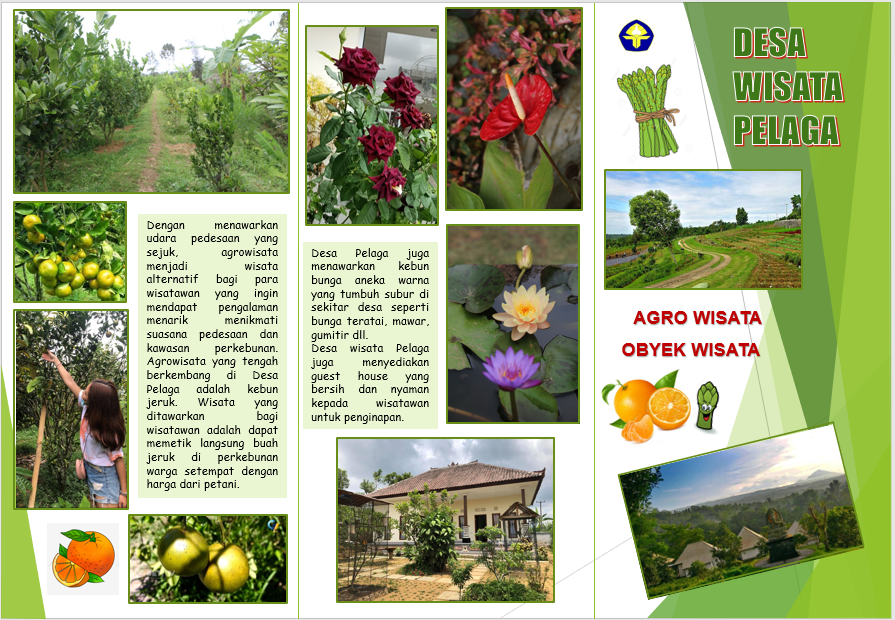 Dengan menawarkan
udara pedesaan yang
sejuk, agrowisata
menjadi wisata
alternatif bagi para
wisatawan yang ingin
mendapat pengalaman
menarik menikmati
suasana pedesaan dan
kawasan perkebunan.
Agrowisata yang tengah
berkembang di Desa
Pelaga adalah kebun
jeruk. Wisata yang
ditawarkan bagi
wisatawan adalah dapat
memetik langsung buah
jeruk di perkebunan
warga setempat dengan
harga dari petani.
Desa Pelaga juga
menawarkan kebun
bunga aneka warna
yang tumbuh subur di
sekitar desa seperti
bunga teratai, mawar,
gumitir dll.
Desa wisata Pelaga
juga menyediakan
guest house yang
bersih dan nyaman
kepada wisatawan
untuk penginapan.
DESA
WISATA
PELAGA
AGRO WISATA
OBYEK WISATA